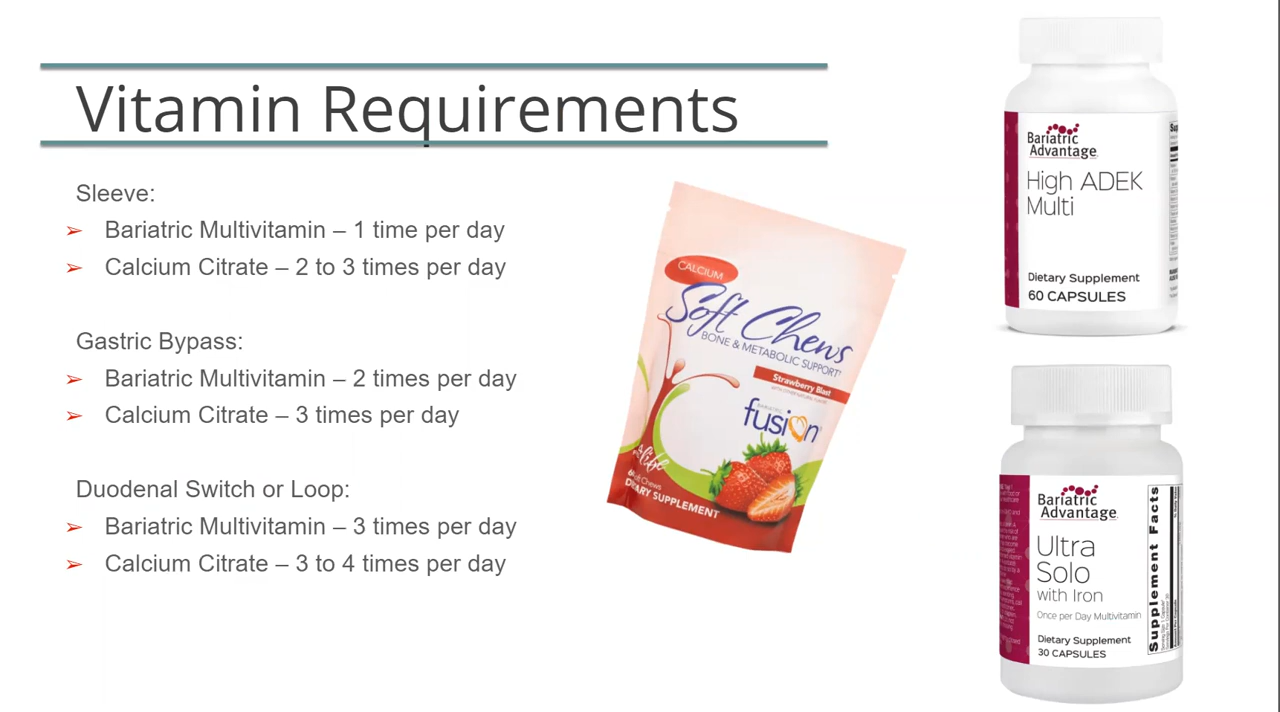 Vitamin Requirements
Sleeve:
➢ Bariatric Multivitamin – 1 time per day
➢ Calcium Citrate – 2 to 3 times per day
Gastric Bypass:
➢ Bariatric Multivitamin – 2 times per day
➢ Calcium Citrate – 3 times per day
Duodenal Switch or Loop:
➢ Bariatric Multivitamin – 3 times per day
➢ Calcium Citrate – 3 to 4 times per day
CALCIUM
Soft Chews
BONE & METABOLIC SUPPORT
Strawberry Blast
BARIATRIC
fusion
Soft Chews
DIETARY SUPPLEMENT
Bariatric
Advantage
High ADEK
Multi
Dietary Supplement
60 CAPSULES
Bariatric
Advantage
Ultra
Solo
with Iron
Once per Day Multivitamin
Dietary Supplement
30 CAPSULES
Supplement Facts